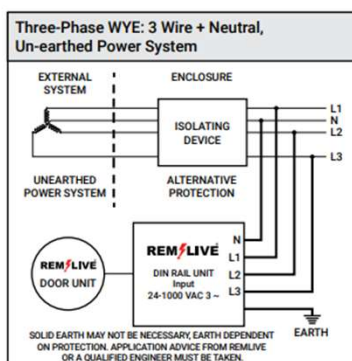 Three-Phase WYE: 3 Wire + Neutral,
Un-earthed Power System
EXTERNAL
SYSTEM
ENCLOSURE
ISOLATING
DEVICE
L1
N
L2
L3
UNEARTHED
POWER SYSTEM
ALTERNATIVE
PROTECTION
REMLIVE
DOOR UNIT
REMLIVE
DIN RAIL UNIT
Input
24-1000 VAC 3 ~
N
L1
L2
L3
EARTH
SOLID EARTH MAY NOT BE NECESSARY, EARTH DEPENDENT
ON PROTECTION. APPLICATION ADVICE FROM REMLIVE
OR A QUALIFIED ENGINEER MUST BE TAKEN.